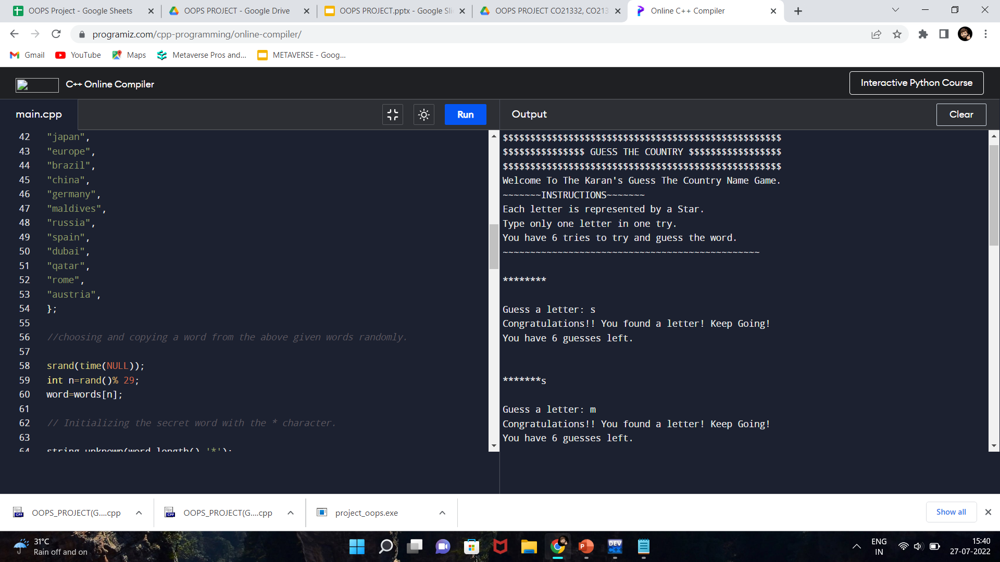 OOPS Project - Google Sheets
OOPS PROJECT - Google Drive
OOPS PROJECT.pptx - Google Sli
OOPS PROJECT CO21332, CO213
Online C++ Compiler
programiz.com/cpp-programming/online-compiler/
Gmail
YouTube
Maps
Metaverse Pros and...
METAVERSE - Goog...
C++ Online Compiler
Interactive Python Course
main.cpp
Run
Output
Clear
42 "japan",
43 "europe",
44 "brazil",
45 "china",
46 "germany",
47 "maldives",
48 "russia",
49 "spain",
50 "dubai",
51 "qatar",
52 "rome",
53 "austria",
54 };
55
56 //choosing and copying a word from the above given words randomly.
57
58 srand(time(NULL));
59 int n=rand()% 29;
60 word=words[n];
61
62 // Initializing the secret word with the * character.
63
64 string unknown(word.length(),'*');
$$$$$$$$$$$$$$$$$$$$$$$$$$$$$$$$$$$$$$$$$$$$$$$$$$$
$$$$$$$$$$$$$$$ GUESS THE COUNTRY $$$$$$$$$$$$$$$$$
$$$$$$$$$$$$$$$$$$$$$$$$$$$$$$$$$$$$$$$$$$$$$$$$$$$
Welcome To The Karan's Guess The Country Name Game.
~~~~~~~INSTRUCTIONS~~~~~~~
Each letter is represented by a Star.
Type only one letter in one try.
You have 6 tries to try and guess the word.
~~~~~~~~~~~~~~~~~~~~~~~~~~~~~~~~~~~~~~~~~~~~~~~
********
Guess a letter: s
Congratulations!! You found a letter! Keep Going!
You have 6 guesses left.
*******s
Guess a letter: m
Congratulations!! You found a letter! Keep Going!
You have 6 guesses left.
OOPS_PROJECT(G....cpp
OOPS_PROJECT(G....cpp
project_oops.exe
Show all
31°C
Rain off and on
DEV
C++
ENG
IN
15:40
27-07-2022